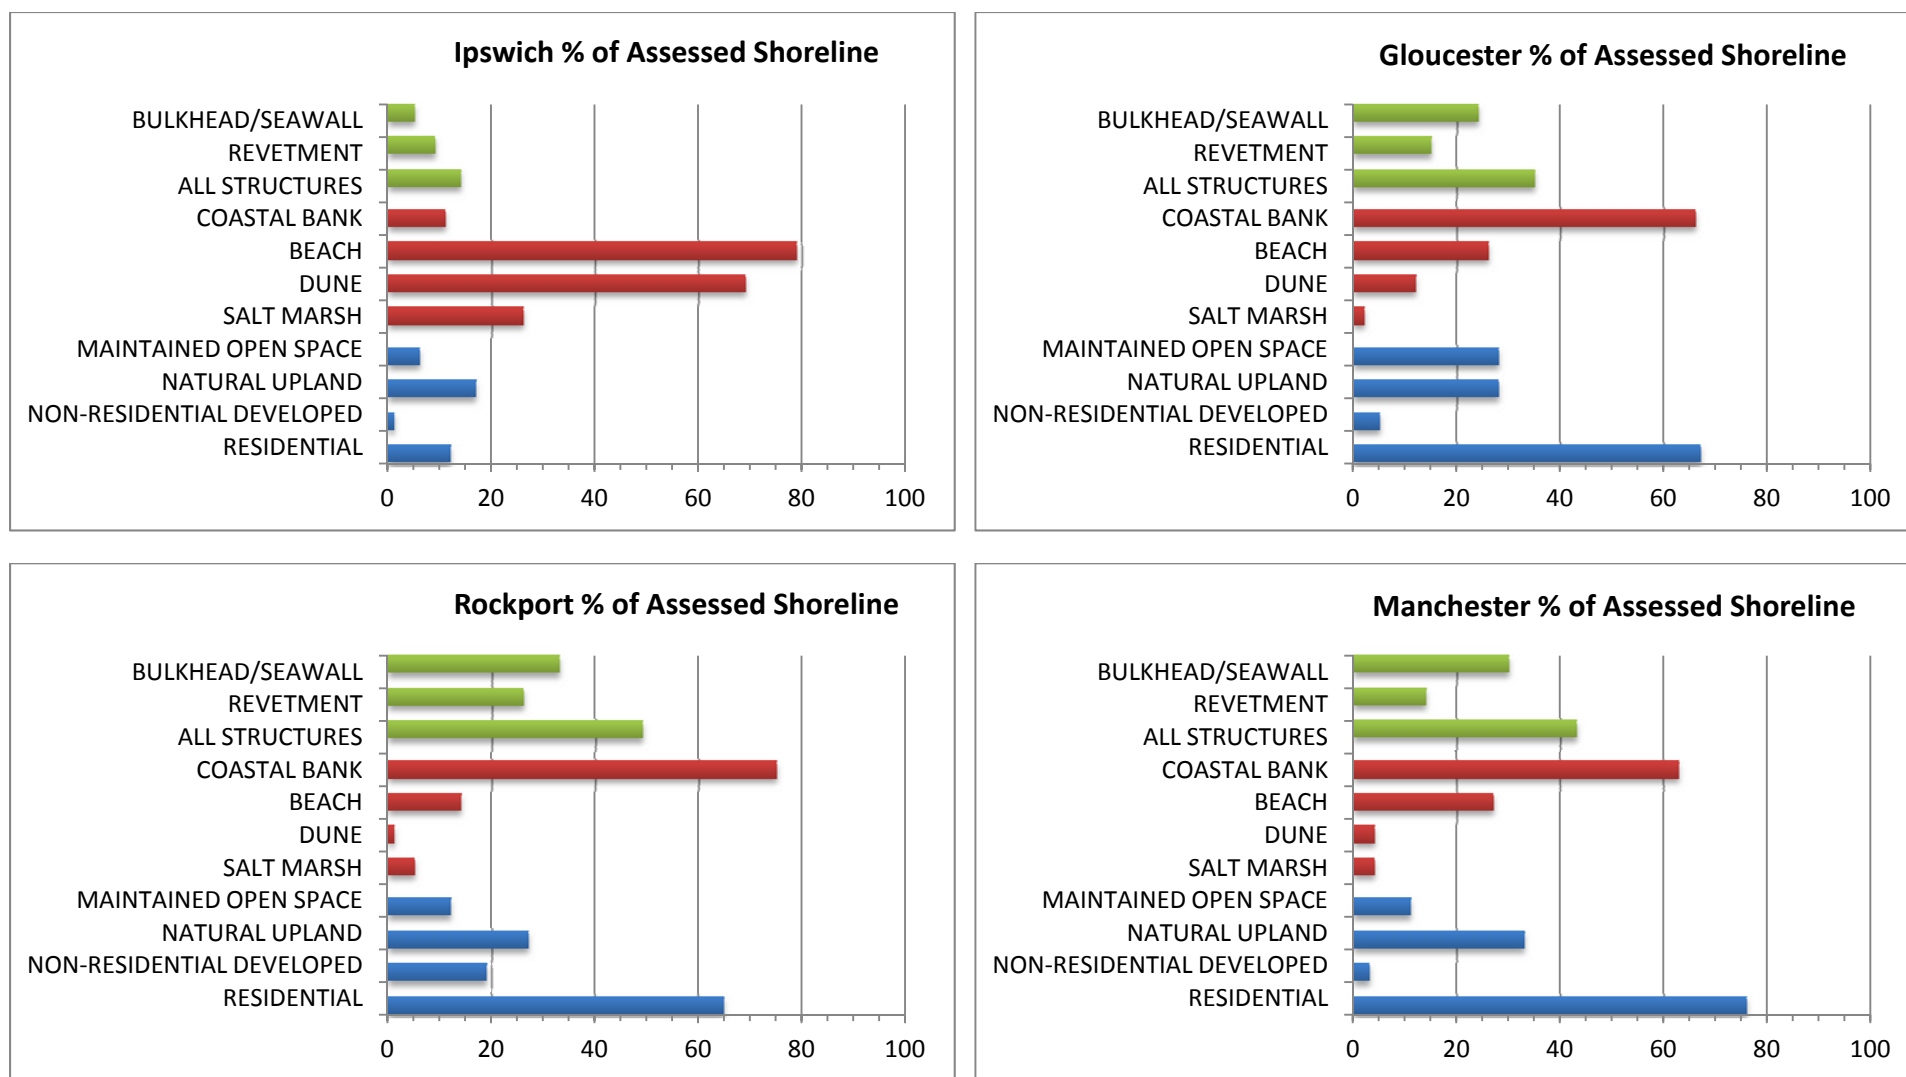 Ipswich % of Assessed Shoreline
BULKHEAD/SEAWALL
REVETMENT
ALL STRUCTURES
COASTAL BANK
BEACH
DUNE
SALT MARSH
MAINTAINED OPEN SPACE
NATURAL UPLAND
NON-RESIDENTIAL DEVELOPED
RESIDENTIAL
0 20 40 60 80 100
Gloucester % of Assessed Shoreline
BULKHEAD/SEAWALL
REVETMENT
ALL STRUCTURES
COASTAL BANK
BEACH
DUNE
SALT MARSH
MAINTAINED OPEN SPACE
NATURAL UPLAND
NON-RESIDENTIAL DEVELOPED
RESIDENTIAL
0 20 40 60 80 100
Rockport % of Assessed Shoreline
BULKHEAD/SEAWALL
REVETMENT
ALL STRUCTURES
COASTAL BANK
BEACH
DUNE
SALT MARSH
MAINTAINED OPEN SPACE
NATURAL UPLAND
NON-RESIDENTIAL DEVELOPED
RESIDENTIAL
0 20 40 60 80 100
Manchester % of Assessed Shoreline
BULKHEAD/SEAWALL
REVETMENT
ALL STRUCTURES
COASTAL BANK
BEACH
DUNE
SALT MARSH
MAINTAINED OPEN SPACE
NATURAL UPLAND
NON-RESIDENTIAL DEVELOPED
RESIDENTIAL
0 20 40 60 80 100